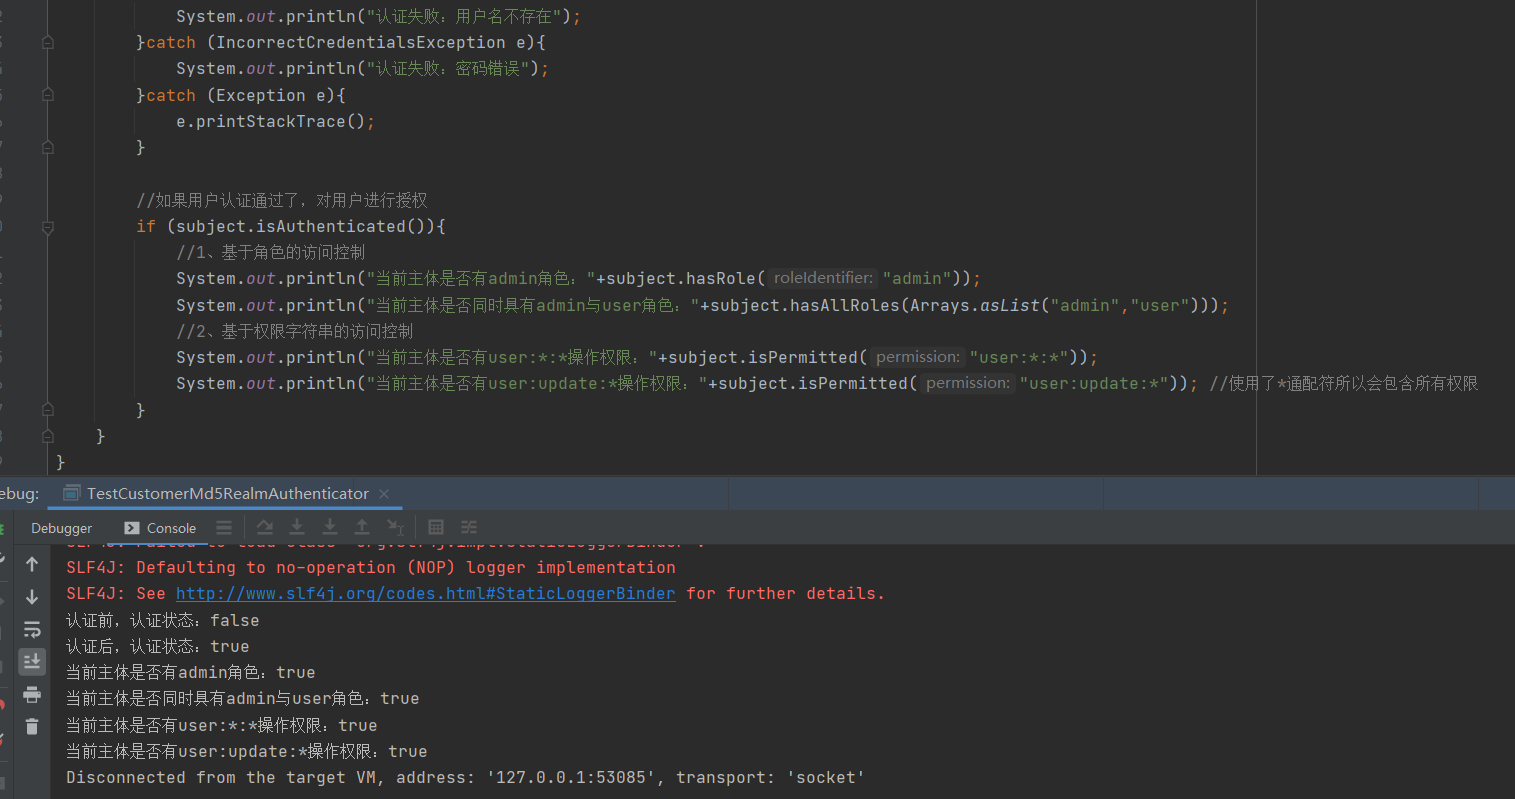 System.out.println("认证失败：用户名不存在");
}catch (IncorrectCredentialsException e){
System.out.println("认证失败：密码错误");
}catch (Exception e){
e.printStackTrace();
}
//如果用户认证通过了，对用户进行授权
if (subject.isAuthenticated()){
//1、基于角色的访问控制
System.out.println("当前主体是否有admin角色："+subject.hasRole( roleIdentifier: "admin"));
System.out.println("当前主体是否同时具有admin与user角色："+subject.hasAllRoles(Arrays.asList("admin","user")));
//2、基于权限字符串的访问控制
System.out.println("当前主体是否有user:*:*操作权限："+subject.isPermitted( permission: "user:*:*"));
System.out.println("当前主体是否有user:update:*操作权限："+subject.isPermitted( permission: "user:update:*")); //使用了*通配符所以会包含所有权限
}
}
}
ebug: TestCustomerMd5RealmAuthenticator
Debugger Console
SLF4J: Failed to load class "org.slf4j.impl.StaticLoggerBinder".
SLF4J: Defaulting to no-operation (NOP) logger implementation
SLF4J: See http://www.slf4j.org/codes.html#StaticLoggerBinder for further details.
认证前，认证状态：false
认证后，认证状态：true
当前主体是否有admin角色：true
当前主体是否同时具有admin与user角色：true
当前主体是否有user:*:*操作权限：true
当前主体是否有user:update:*操作权限：true
Disconnected from the target VM, address: '127.0.0.1:53085', transport: 'socket'